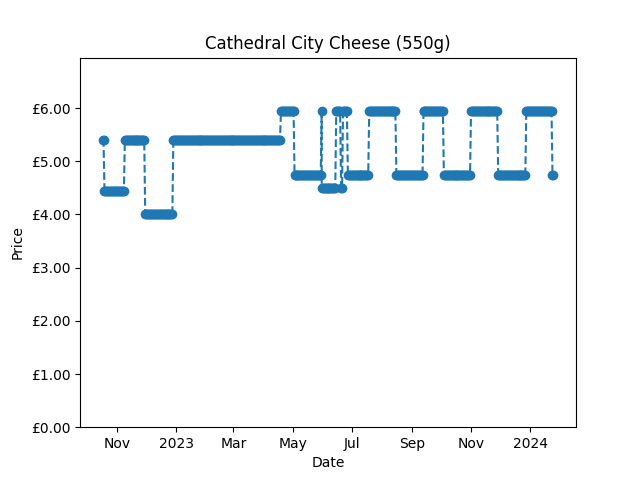 Cathedral City Cheese (550g)
£6.00
£5.00
£4.00
£3.00
£2.00
£1.00
£0.00
Price
Nov 2023 Mar May Jul Sep Nov 2024
Date